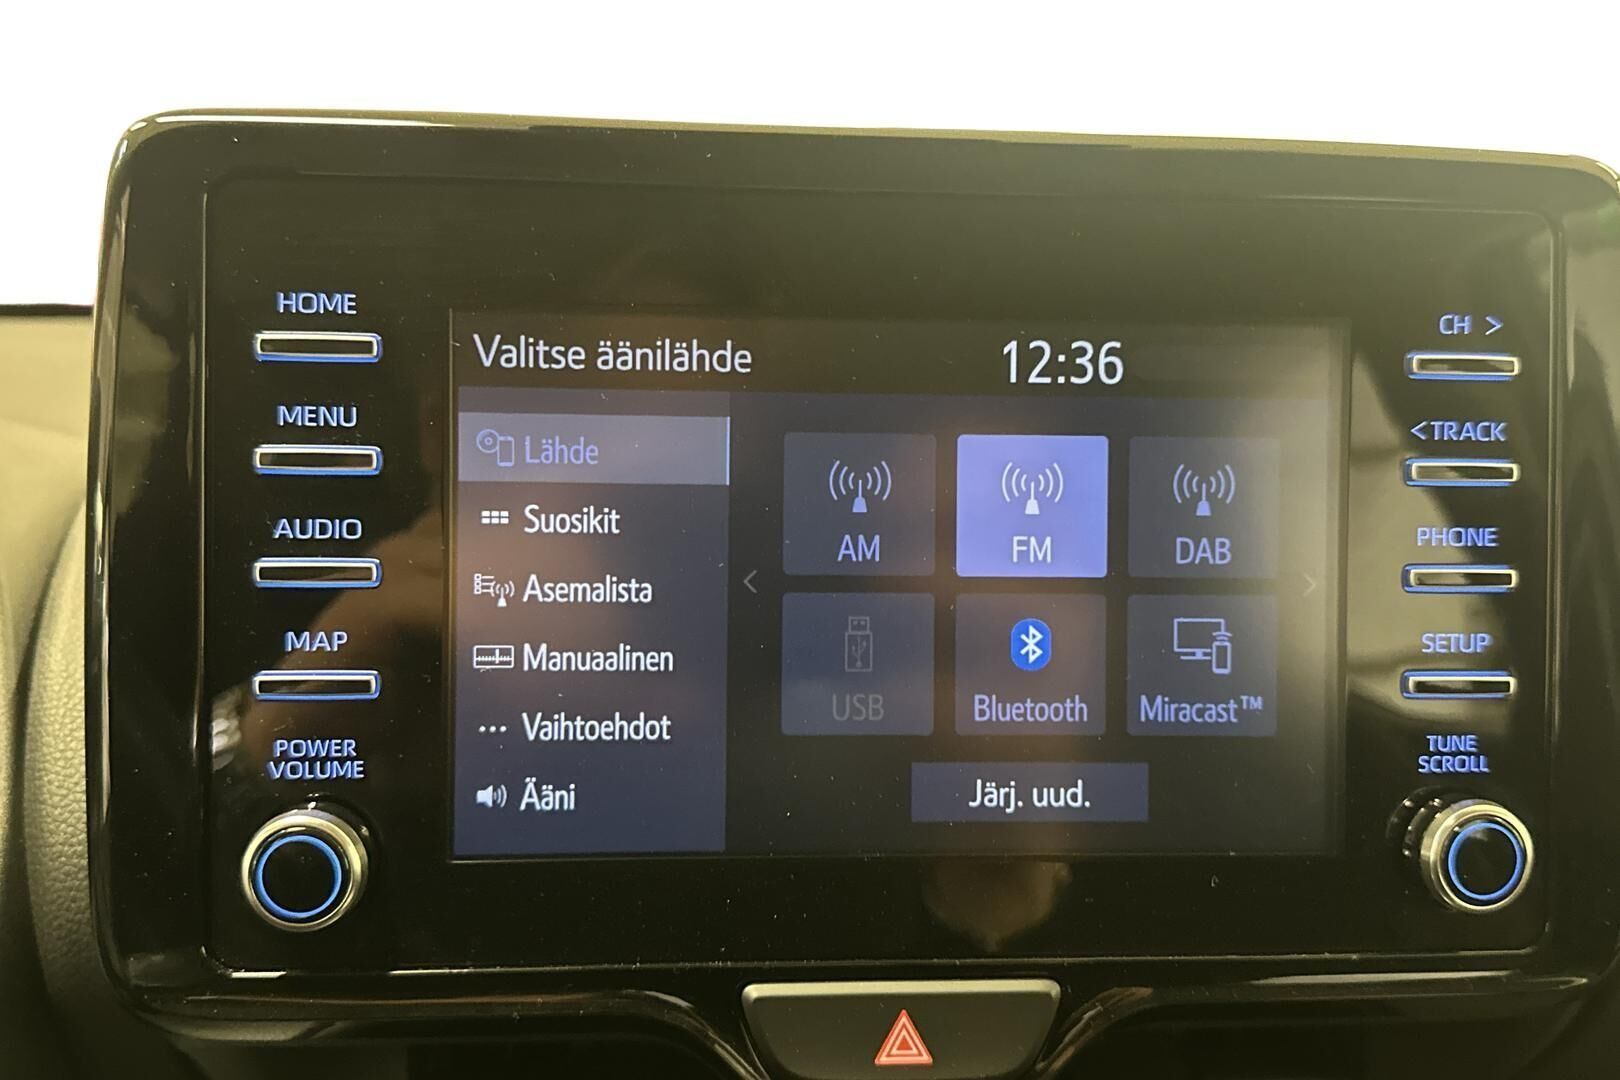 HOME
MENU
AUDIO
MAP
POWER
VOLUME
Valitse äänilähde
12:36
Lähde
Suosikit
Asemalista
Manuaalinen
Vaihtoehdot
Ääni
AM
FM
DAB
USB
Bluetooth
Miracast™
Järj. uud.
CH >
<TRACK
PHONE
SETUP
TUNE
SCROLL